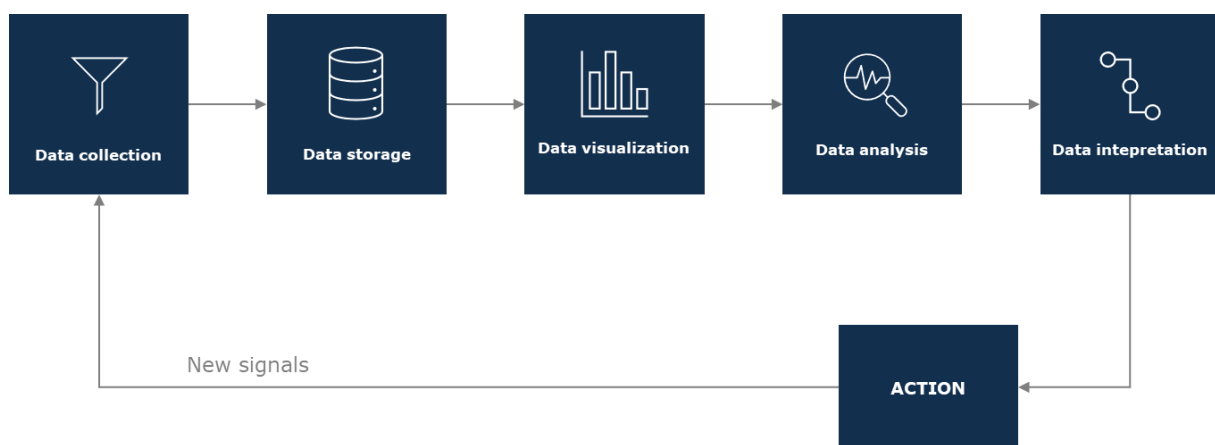 Data collection
Data storage
Data visualization
Data analysis
Data intepretation
New signals
ACTION